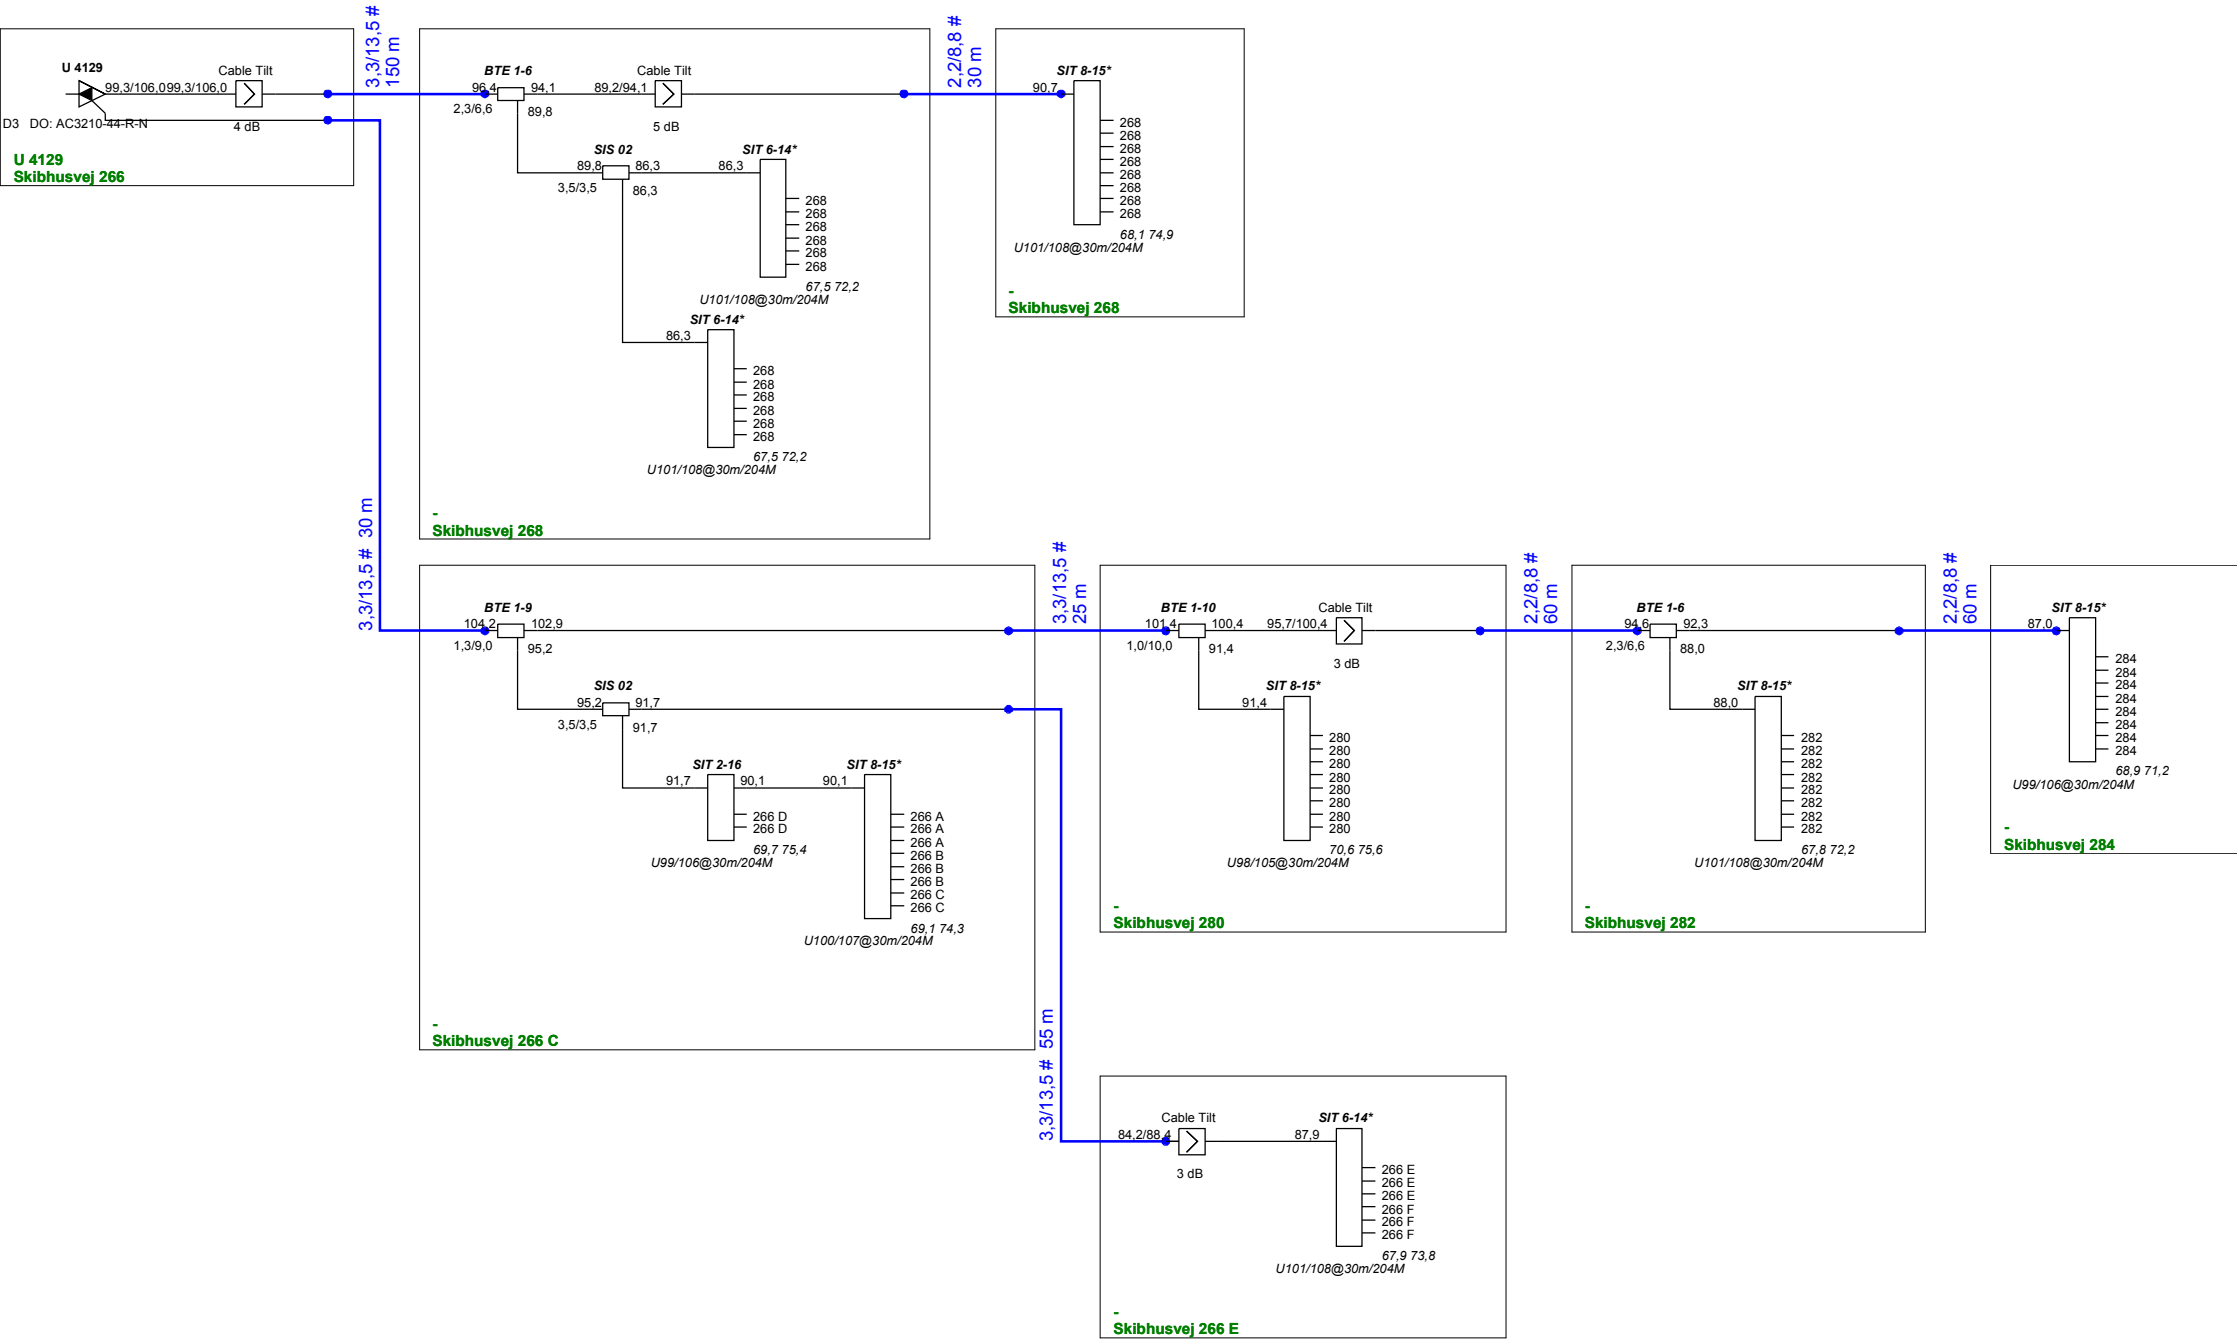 U 4129
99,3/106,099,3/106,0
Cable Tilt
4 dB
D3 DO: AC3210-44-R-N
U 4129
Skibhusvej 266
3,3/13,5 #
150 m
BTE 1-6
96,4
94,1
2,3/6,6
89,8
89,2/94,1
Cable Tilt
5 dB
SIS 02
89,8
86,3
3,5/3,5
86,3
SIT 6-14*
86,3
268
268
268
268
268
268
67,5 72,2
U101/108@30m/204M
SIT 6-14*
86,3
268
268
268
268
268
268
67,5 72,2
U101/108@30m/204M
-
Skibhusvej 268
2,2/8,8 #
30 m
SIT 8-15*
90,7
268
268
268
268
268
268
268
268
68,1 74,9
U101/108@30m/204M
-
Skibhusvej 268
3,3/13,5 # 30 m
BTE 1-9
104,2
102,9
1,3/9,0
95,2
SIS 02
95,2
91,7
3,5/3,5
91,7
SIT 2-16
91,7
90,1
266 D
266 D
69,7 75,4
U99/106@30m/204M
SIT 8-15*
90,1
266 A
266 A
266 A
266 B
266 B
266 B
266 C
266 C
69,1 74,3
U100/107@30m/204M
-
Skibhusvej 266 C
3,3/13,5 #
25 m
BTE 1-10
101,4
100,4
1,0/10,0
91,4
95,7/100,4
Cable Tilt
3 dB
SIT 8-15*
91,4
280
280
280
280
280
280
280
280
70,6 75,6
U98/105@30m/204M
-
Skibhusvej 280
2,2/8,8 #
60 m
BTE 1-6
94,6
92,3
2,3/6,6
88,0
SIT 8-15*
88,0
282
282
282
282
282
282
282
282
67,8 72,2
U101/108@30m/204M
-
Skibhusvej 282
2,2/8,8 #
60 m
SIT 8-15*
87,0
284
284
284
284
284
284
284
284
68,9 71,2
U99/106@30m/204M
-
Skibhusvej 284
3,3/13,5 # 55 m
84,2/88,4
Cable Tilt
3 dB
SIT 6-14*
87,9
266 E
266 E
266 E
266 F
266 F
266 F
67,9 73,8
U101/108@30m/204M
-
Skibhusvej 266 E